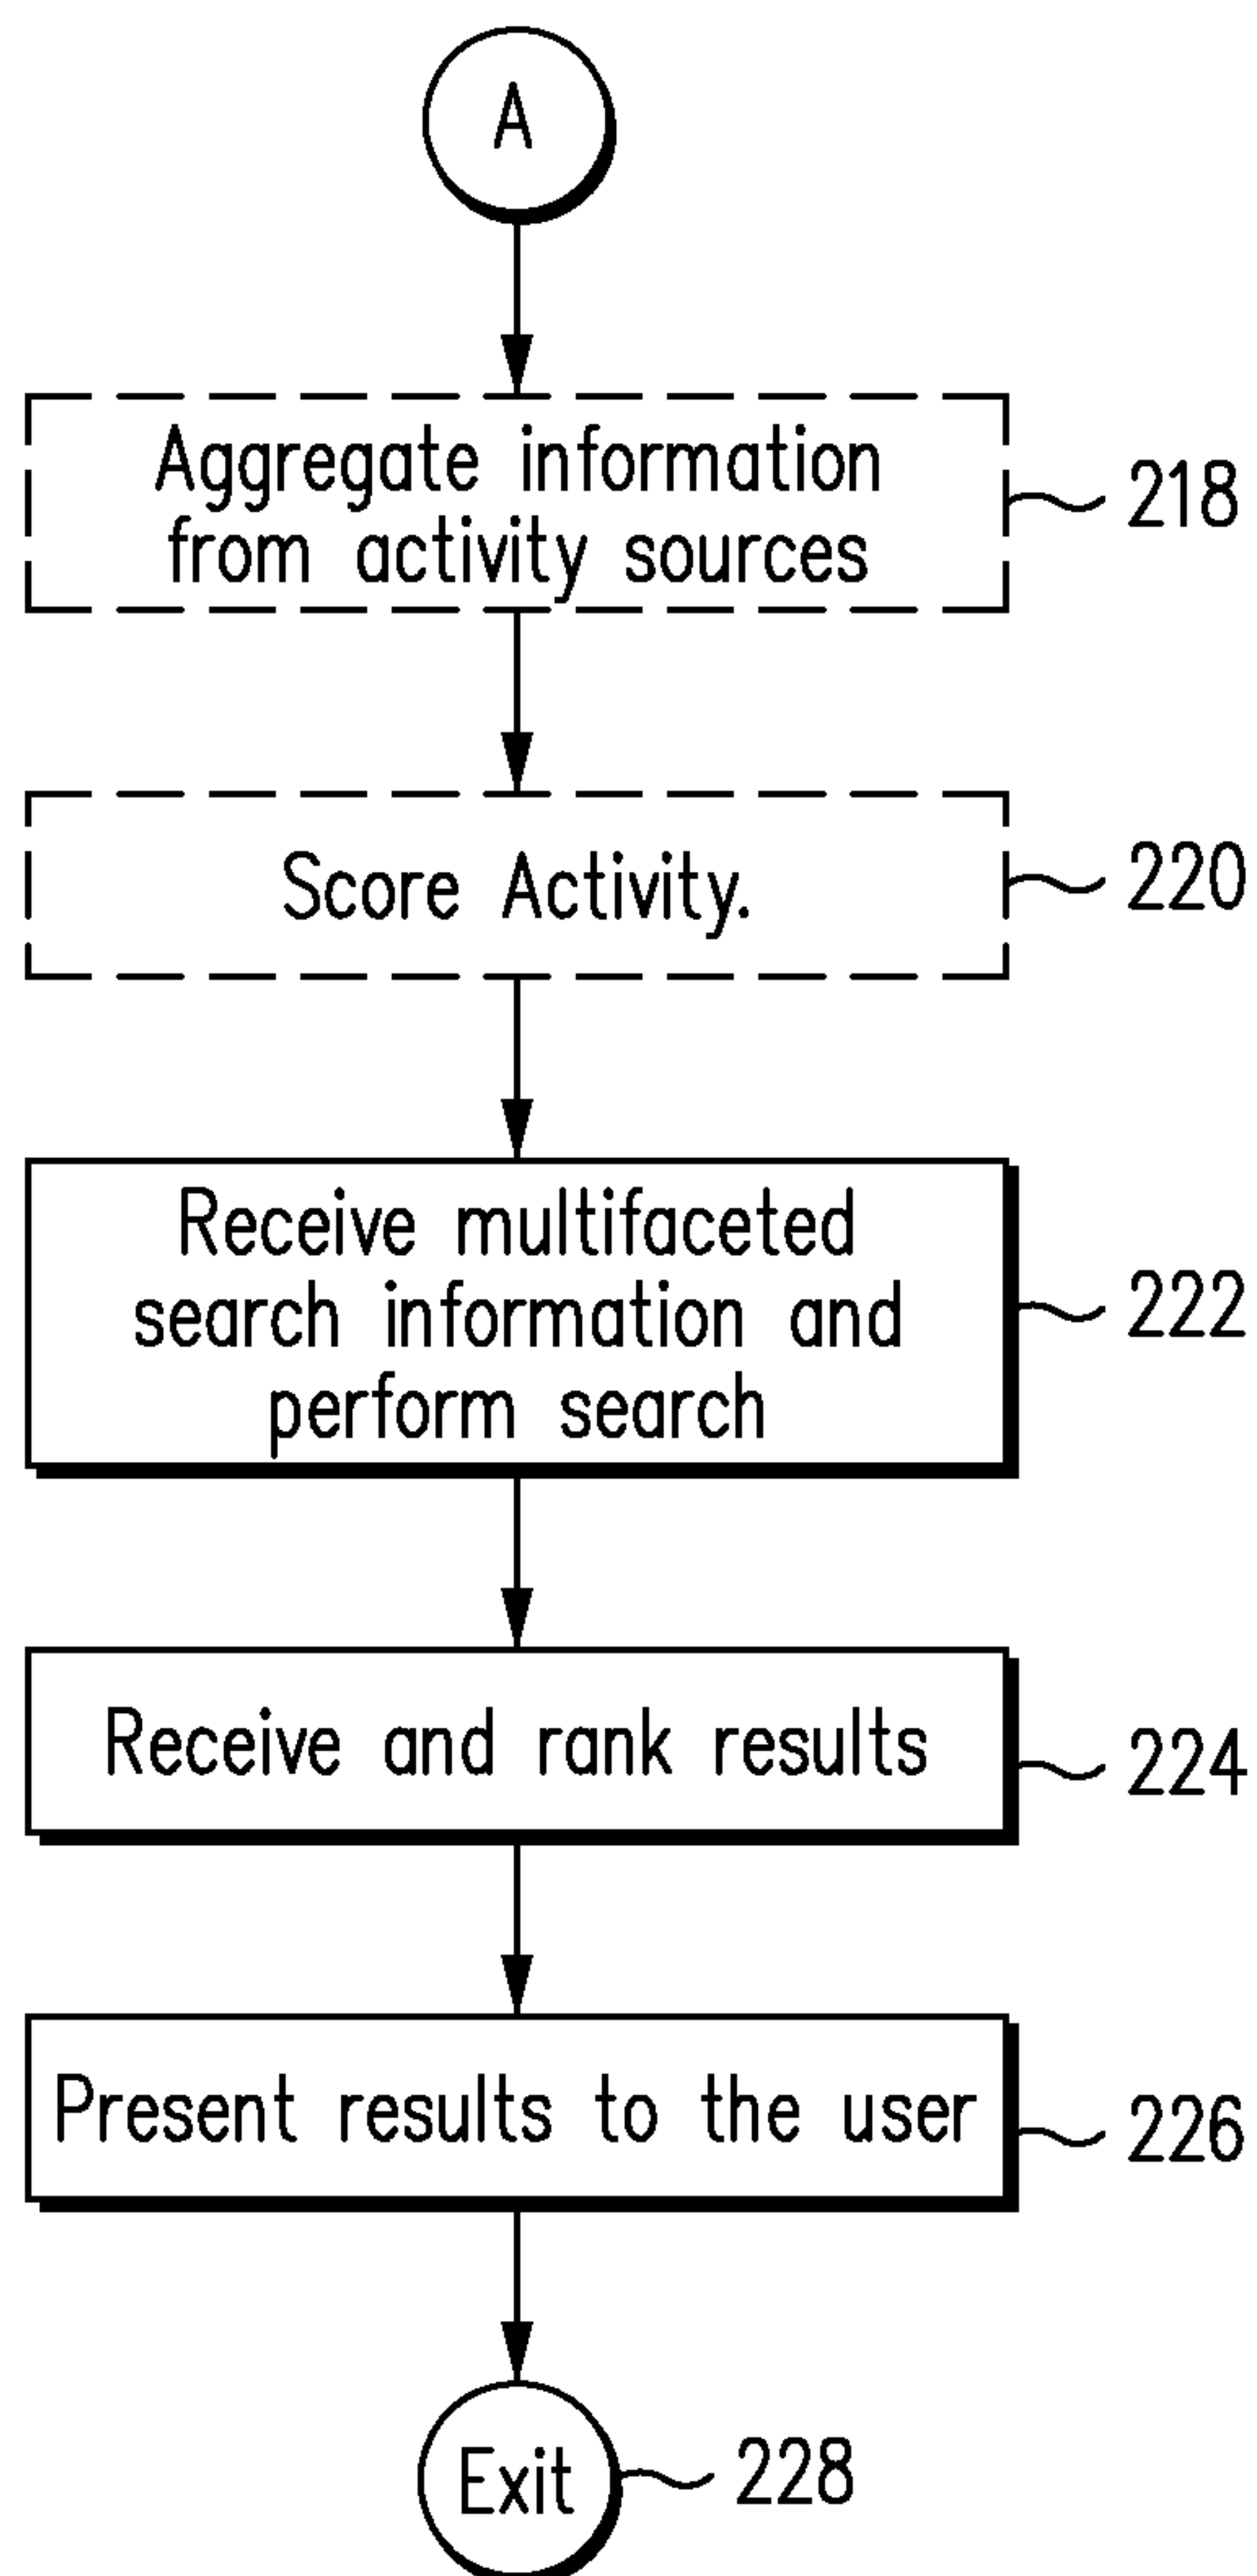 A
Aggregate information
from activity sources
218
Score Activity.
220
Receive multifaceted
search information and
perform search
222
Receive and rank results
224
Present results to the user
226
Exit
228